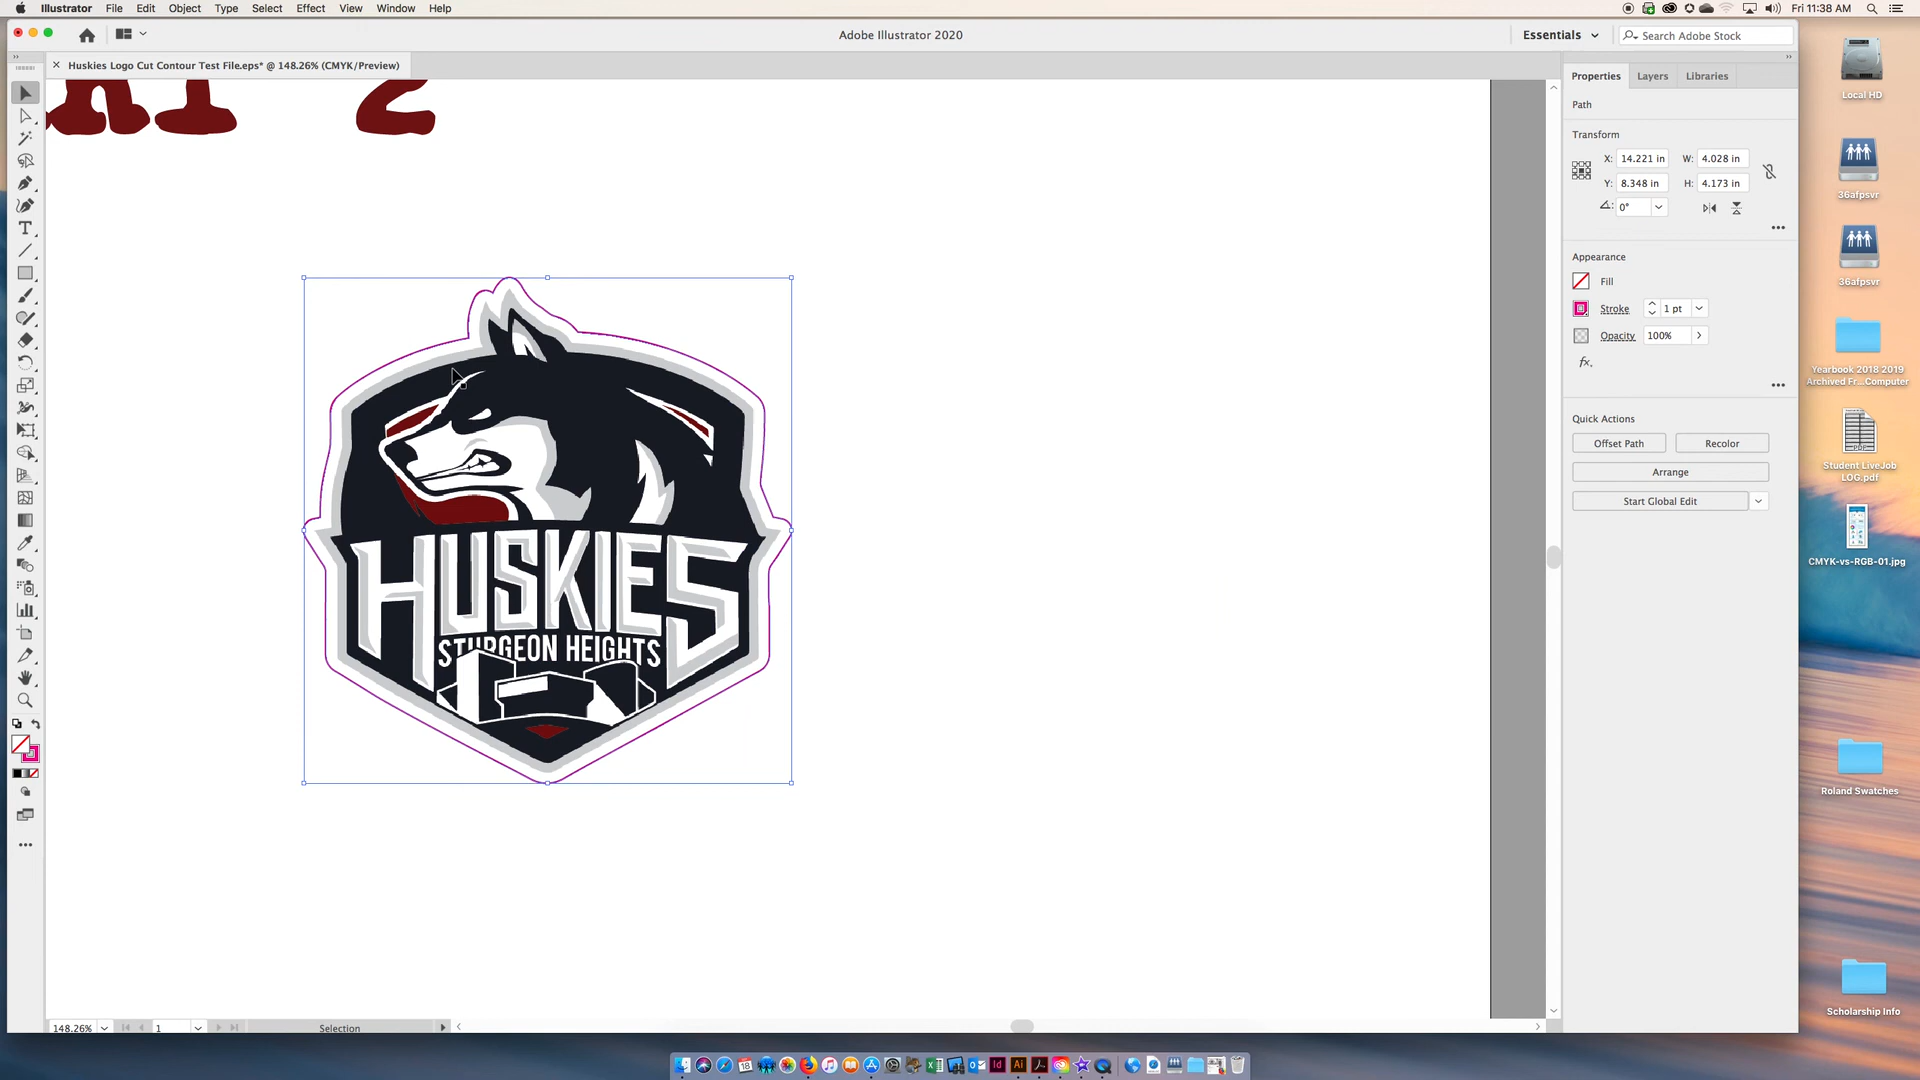 Illustrator File Edit Object Type Select Effect View Window Help
Fri 11:38 AM
Adobe Illustrator 2020
Essentials
Search Adobe Stock
Huskies Logo Cut Contour Test File.eps* @ 148.26% (CMYK/Preview)
2
HUSKIES
STURGEON HEIGHTS
Properties Layers Libraries
Path
Transform
X: 14.221 in W: 4.028 in
Y: 8.348 in H: 4.173 in
0°
Appearance
Fill
Stroke 1 pt
Opacity 100%
fx.
Quick Actions
Offset Path Recolor
Arrange
Start Global Edit
148.26% 1 Selection
Local HD
36afpsvr
36afpsvr
Yearbook 2018 2019
Archived Fr...Computer
Student LiveJob
LOG.pdf
CMYK-vs-RGB-01.jpg
Roland Swatches
Scholarship Info
18
Id
Ai